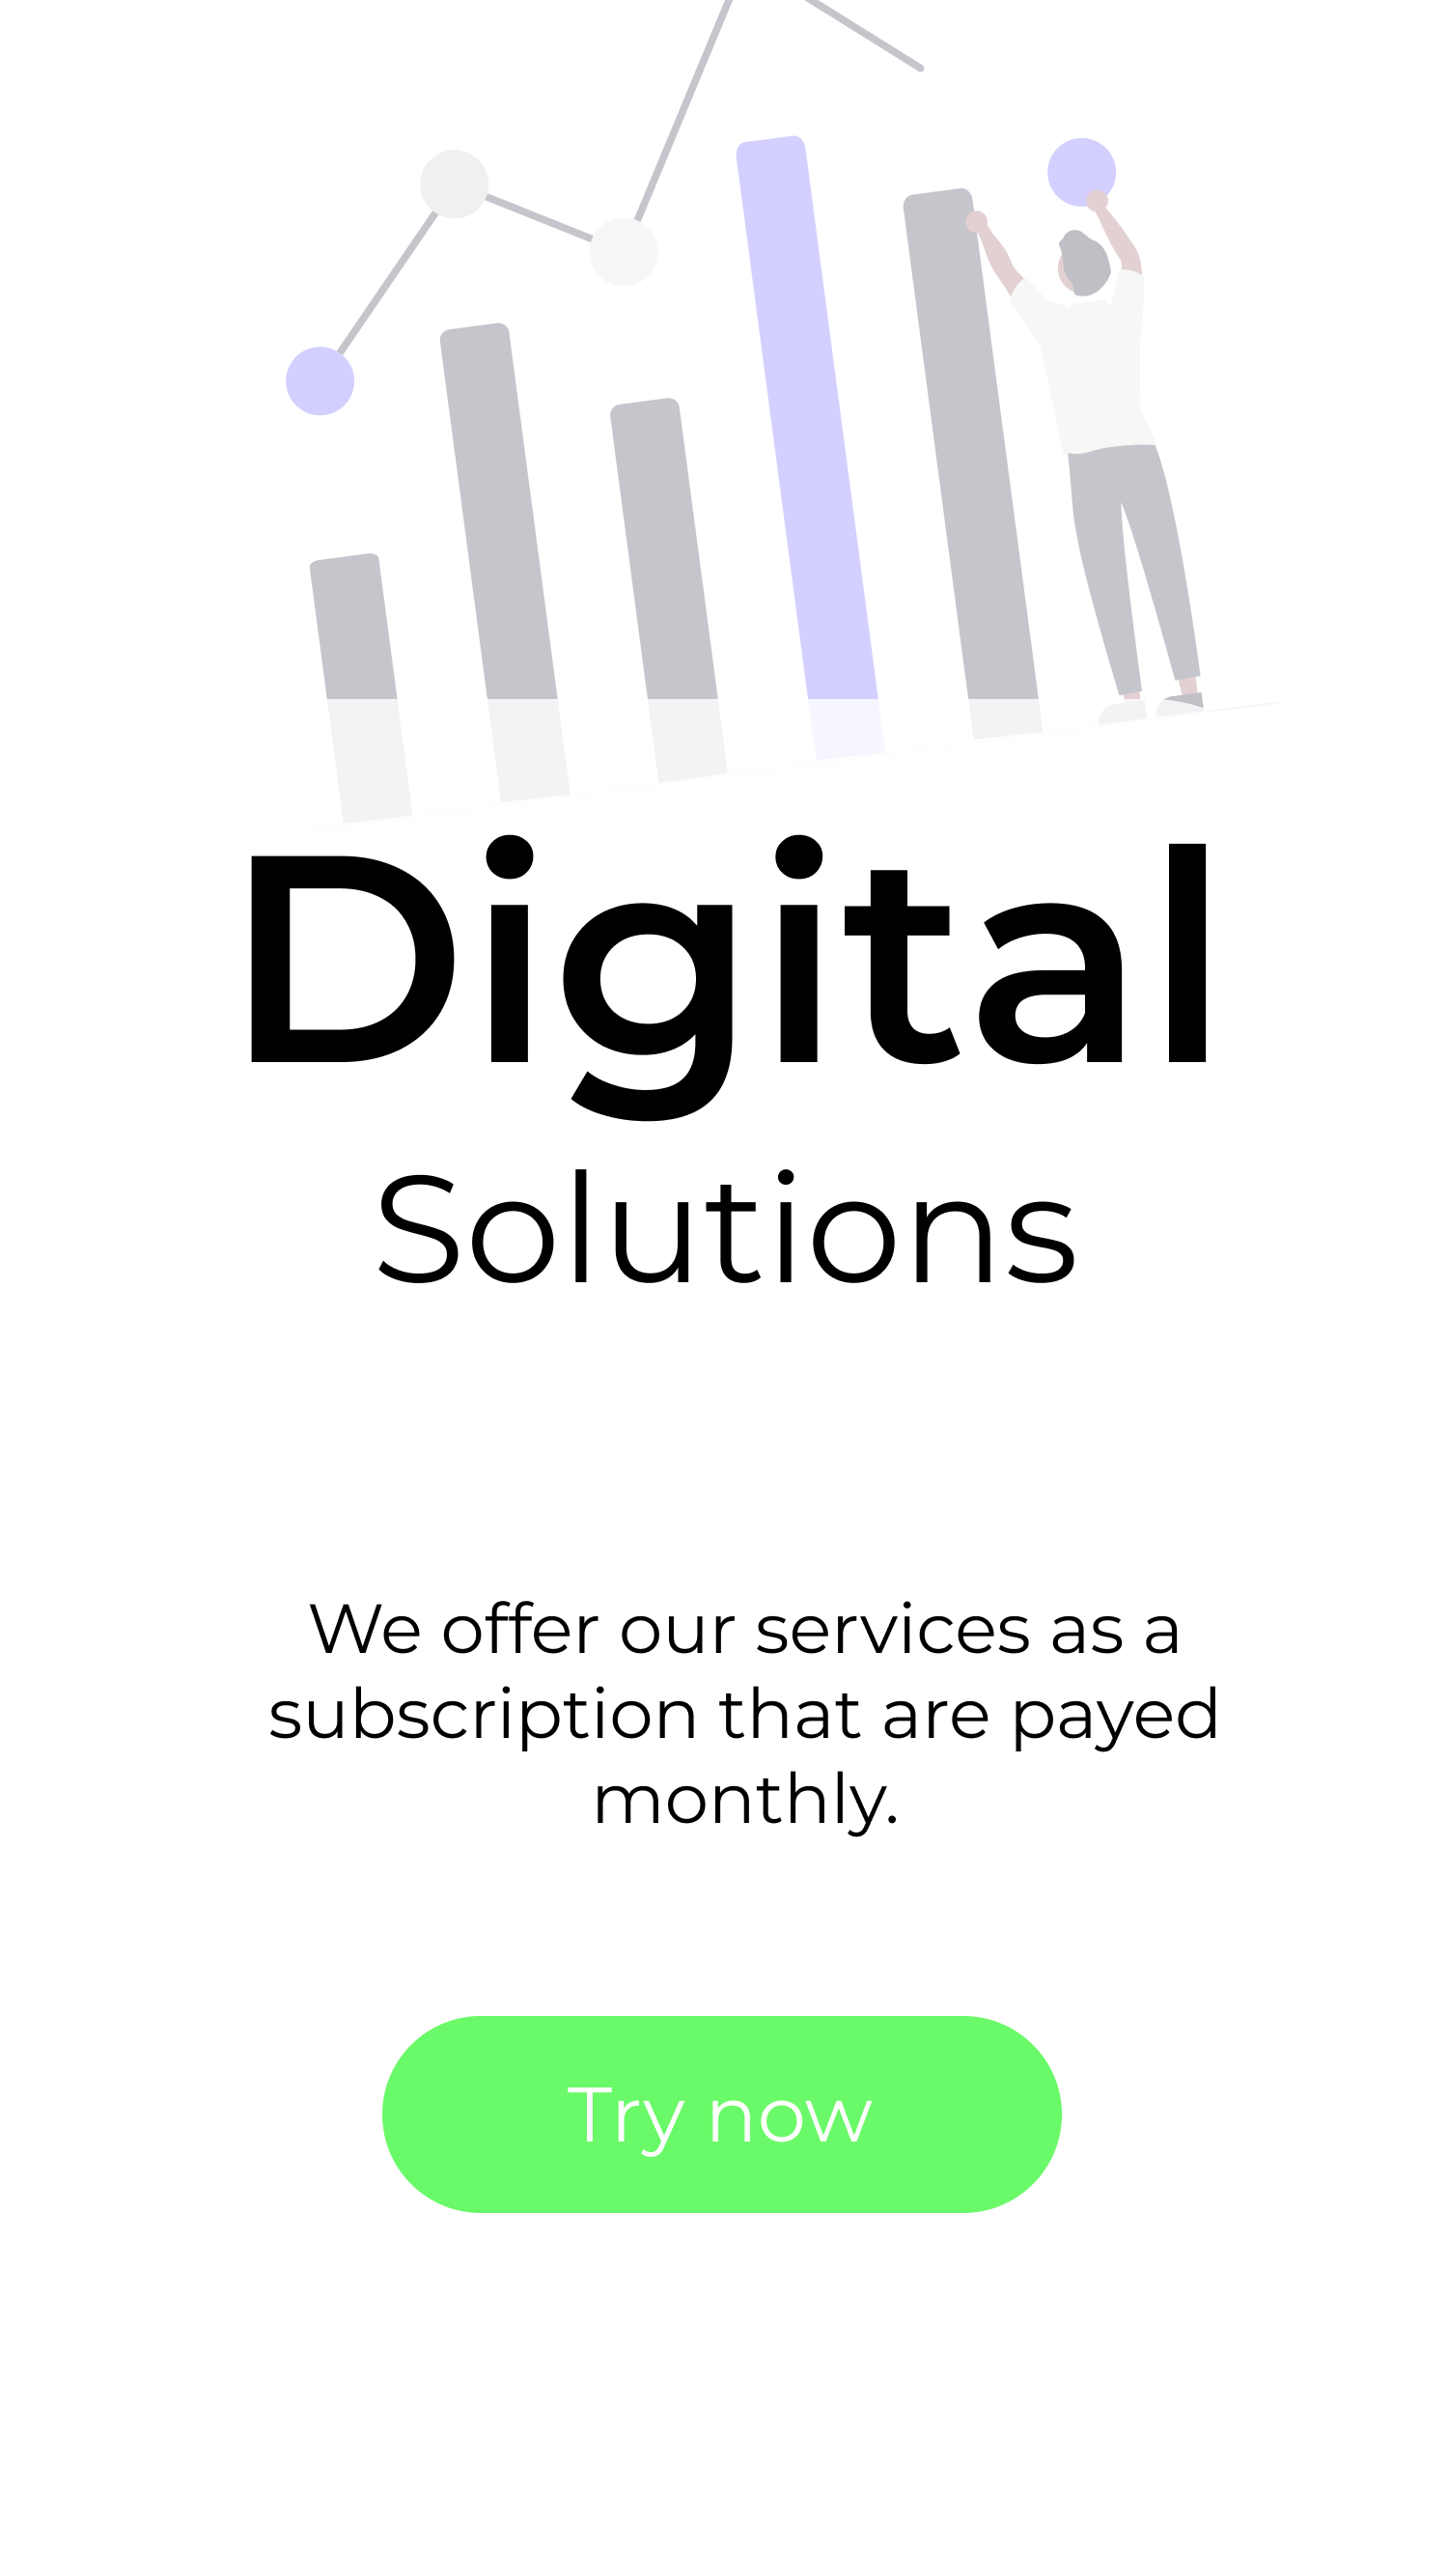 Digital
Solutions
We offer our services as a
subscription that are payed
monthly.
Try now